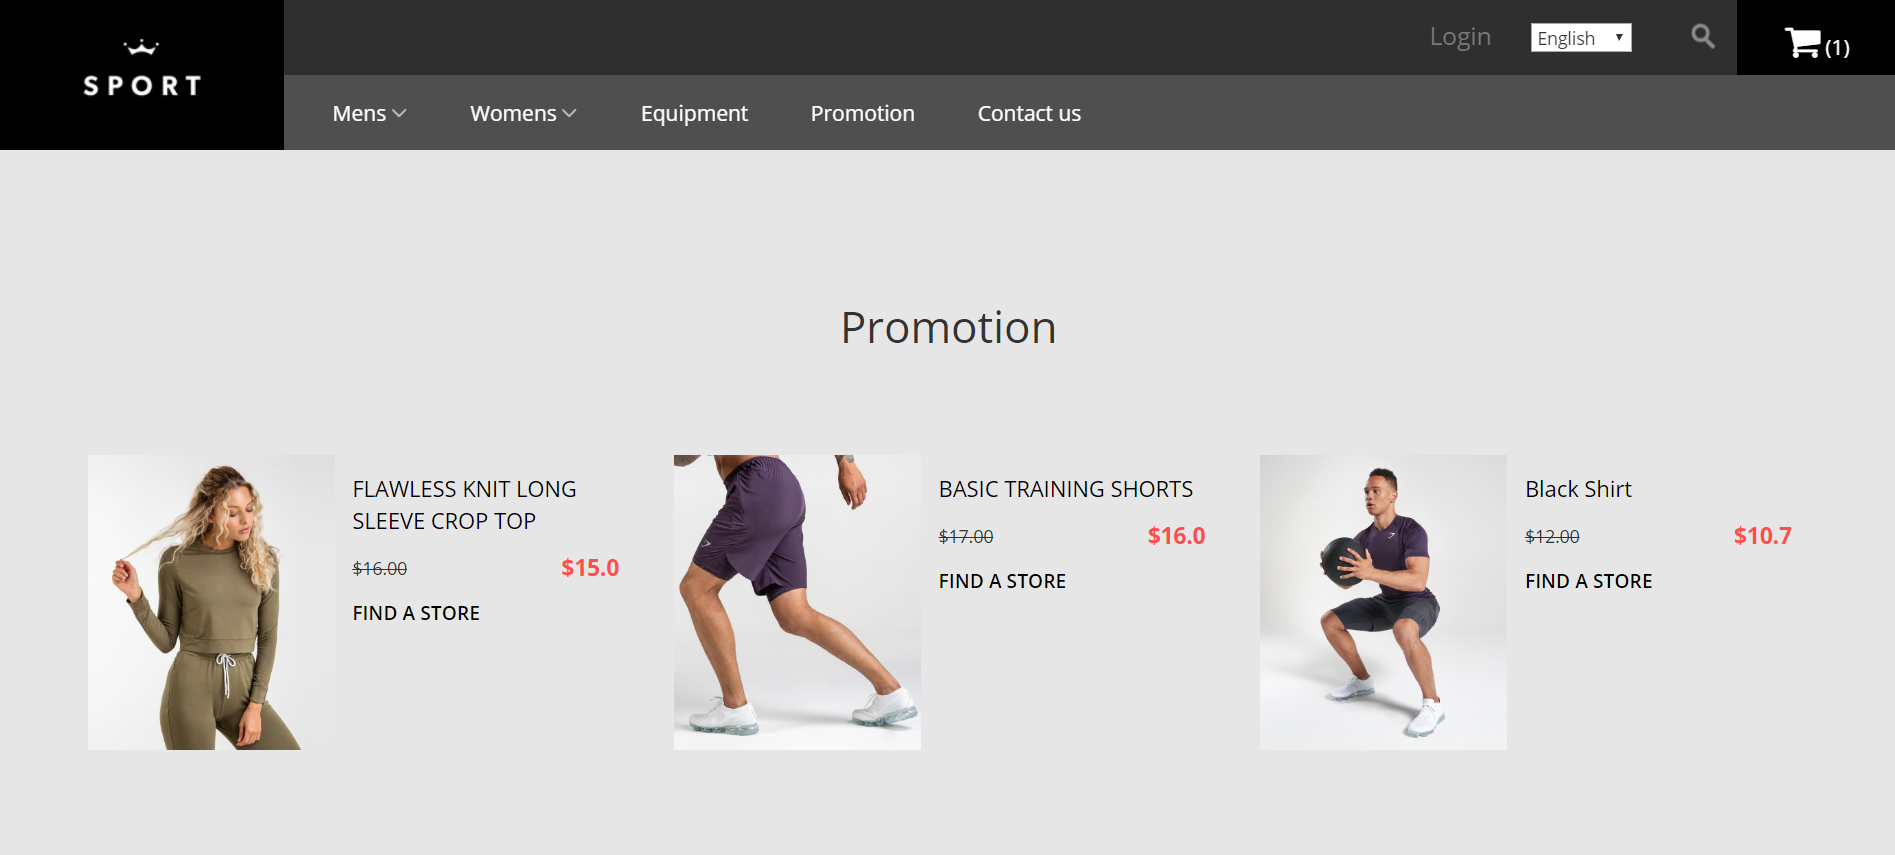 SPORT
Login
English
(1)
Mens
Womens
Equipment
Promotion
Contact us
Promotion
FLAWLESS KNIT LONG
SLEEVE CROP TOP
$16.00 $15.0
FIND A STORE
BASIC TRAINING SHORTS
$17.00 $16.0
FIND A STORE
Black Shirt
$12.00 $10.7
FIND A STORE